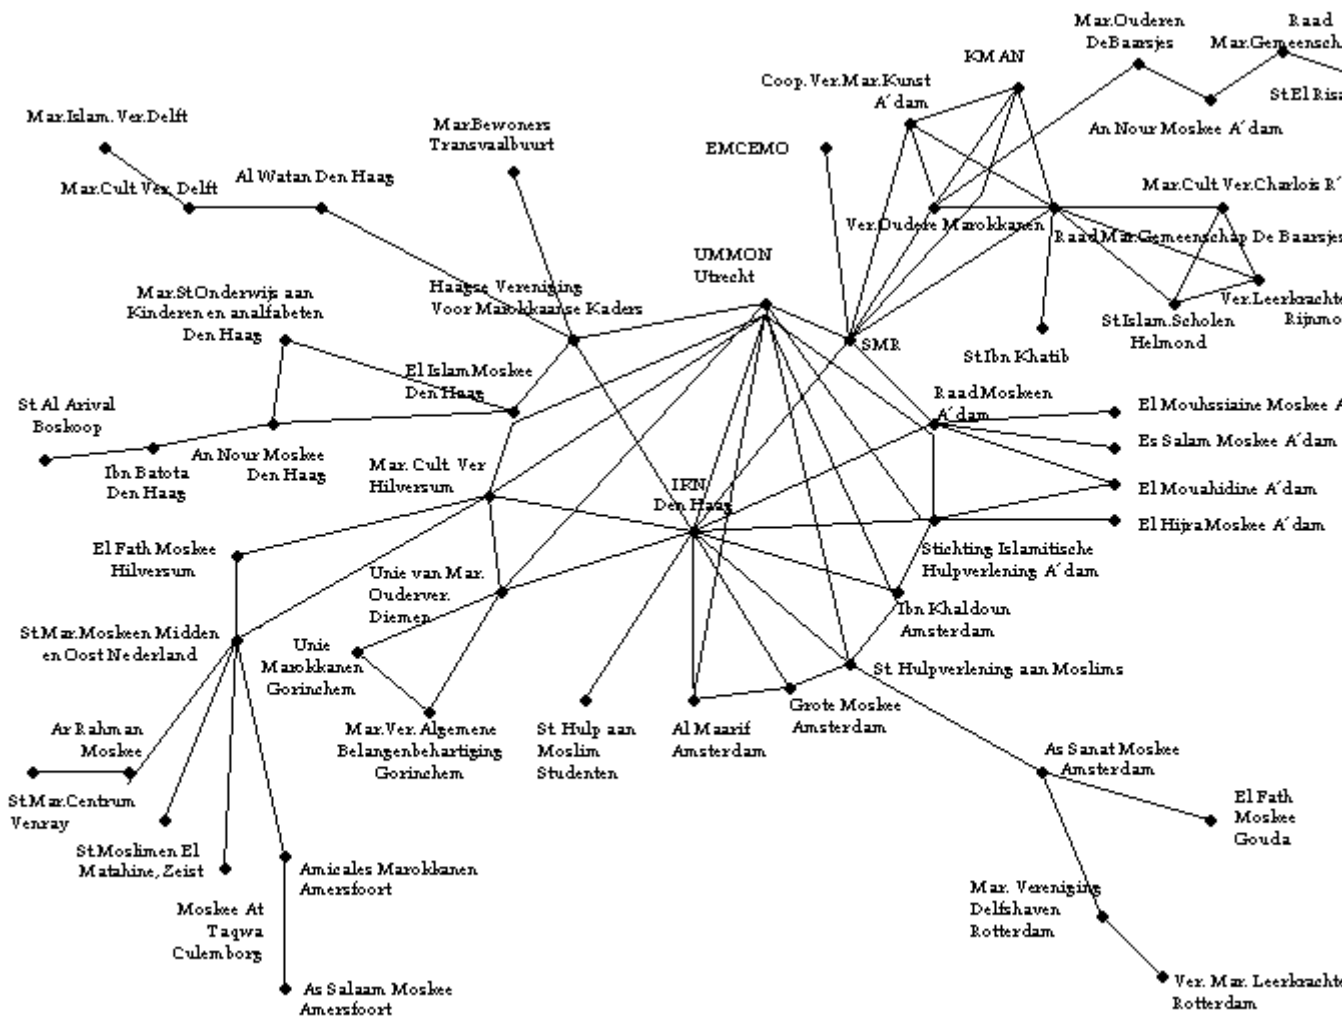 Mar.Ouderen
DeBaarsjes
Raad
Mar.Gemeenscha
KMAN
Coop.Ver.Mar.Kunst
A'dam
St.El Risa
An Nour Moskee A'dam
Mar.Islam.Ver.Delft
Mar.Bewoners
Transvaalbuurt
EMCEMO
Mar.Cult.Ver. Delft
Al Watan Den Haag
Mar.Cult Ver.Charlois R'
Ver.Oudere Marokkanen
Raad Mar.Gemeenschap De Baarsjes
UMMON
Utrecht
Haagse Vereniging
Voor Marokkaanse Kaders
Mar.St.Onderwijs aan
Kinderen en analfabeten
Den Haag
Ver.Leerkrachte
Rijnmo
St.Islam.Scholen
Helmond
SMR
St.Ibn Khatib
El Islam Moskee
Den Haag
Raad Moskeen
A'dam
El Mouhssiaine Moskee A
St. Al Arival
Boskoop
Es Salam Moskee A'dam
An Nour Moskee
Den Haag
Ibn Batota
Den Haag
Mar. Cult. Ver
Hilversum
IFN
Den Haag
El Mouahidine A'dam
El Hijra Moskee A'dam
El Fath Moskee
Hilversum
Stichting Islamitische
Hulpverlening A'dam
Unie van Mar.
Ouderver.
Diemen
Ibn Khaldoun
Amsterdam
St.Mar.Moskeen Midden
en Oost Nederland
Unie
Marokkanen
Gorinchem
St. Hulpverlening aan Moslims
Ar Rahman
Moskee
Mar.Ver. Algemene
Belangenbehartiging
Gorinchem
St. Hulp aan
Moslim
Studenten
Al Maarif
Amsterdam
Grote Moskee
Amsterdam
As Sanat Moskee
Amsterdam
St.Mar.Centrum
Venray
El Fath
Moskee
Gouda
St.Moslimen El
Matahine, Zeist
Amicales Marokkanen
Amersfoort
Mar. Vereniging
Delfshaven
Rotterdam
Moskee At
Taqwa
Culemborg
As Salaam Moskee
Amersfoort
Ver. Mar. Leerkrachte
Rotterdam